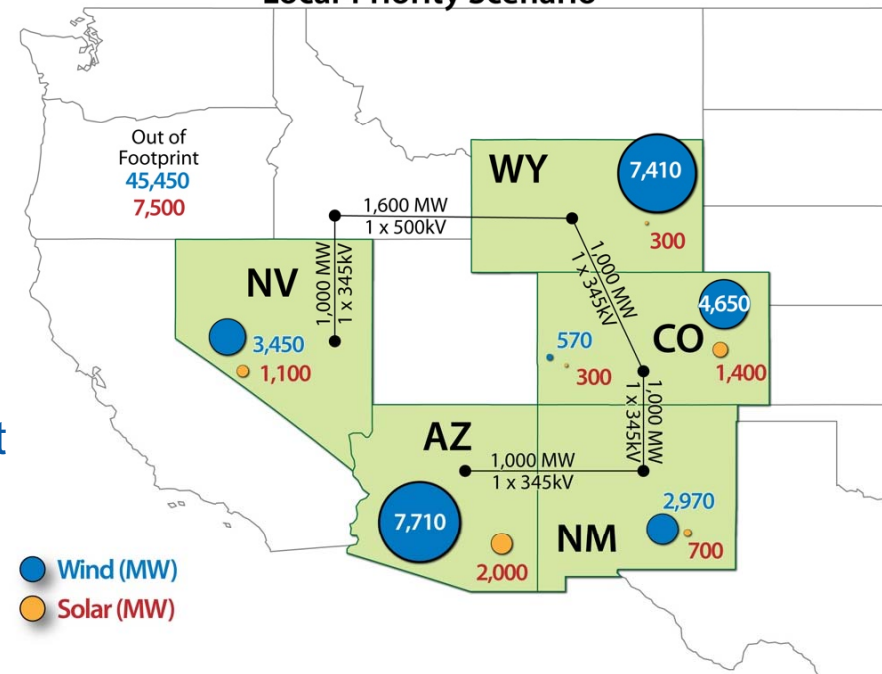 Local Priority Scenario
Out of
Footprint
45,450
7,500
WY
7,410
300
1,600 MW
1 x 500kV
1,000 MW
1 x 345kV
1,000 MW
1 x 345kV
NV
3,450
1,100
4,650
CO
1,400
570
300
1,000 MW
1 x 345kV
AZ
1,000 MW
1 x 345kV
7,710
2,000
NM
2,970
700
t
Wind (MW)
Solar (MW)